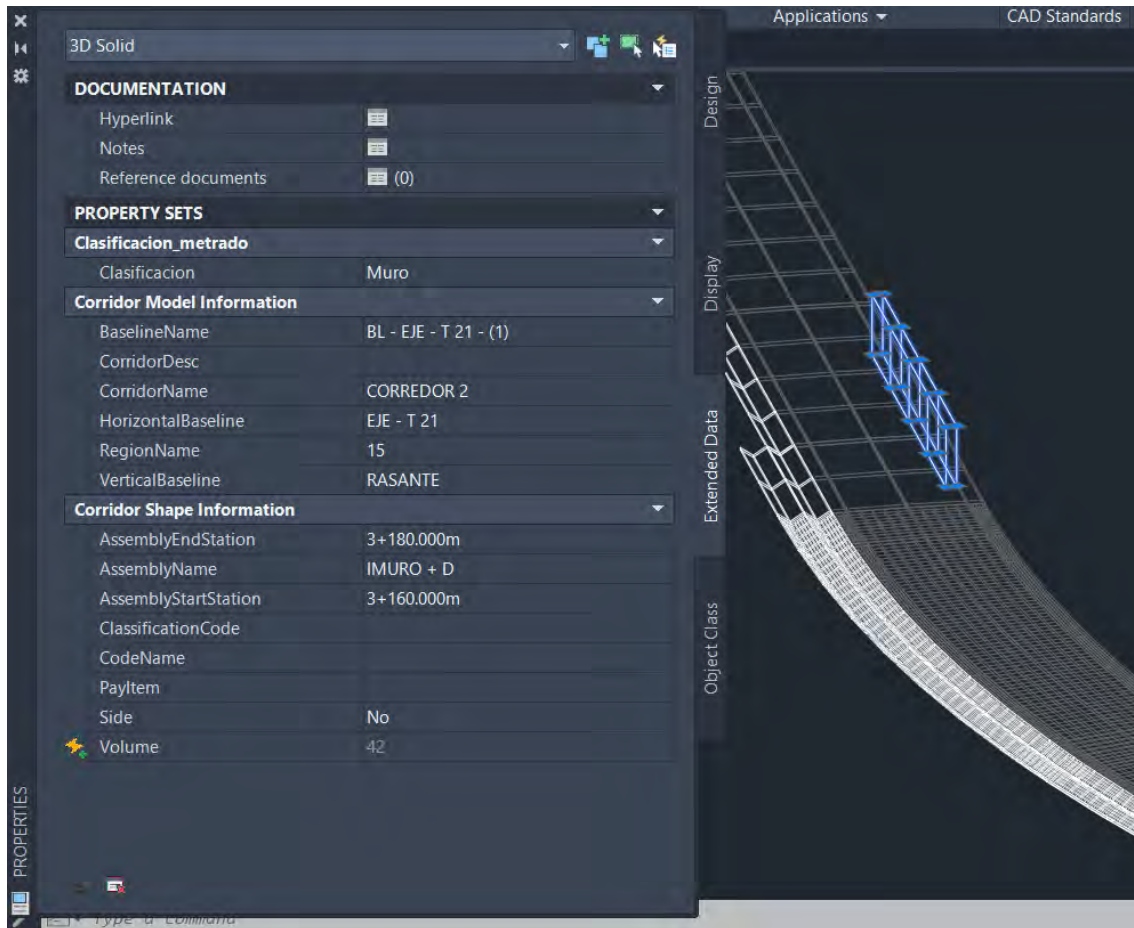 Applications CAD Standards
3D Solid
DOCUMENTATION
Hyperlink
Notes
Reference documents (0)
PROPERTY SETS
Clasificacion_metrado
Clasificacion Muro
Corridor Model Information
BaselineName BL - EJE - T 21 - (1)
CorridorDesc
CorridorName CORREDOR 2
HorizontalBaseline EJE - T 21
RegionName 15
VerticalBaseline RASANTE
Corridor Shape Information
AssemblyEndStation 3+180.000m
AssemblyName IMURO + D
AssemblyStartStation 3+160.000m
ClassificationCode
CodeName
PayItem
Side No
Volume 42
Design
Display
Extended Data
Object Class
PROPERTIES
Type a command